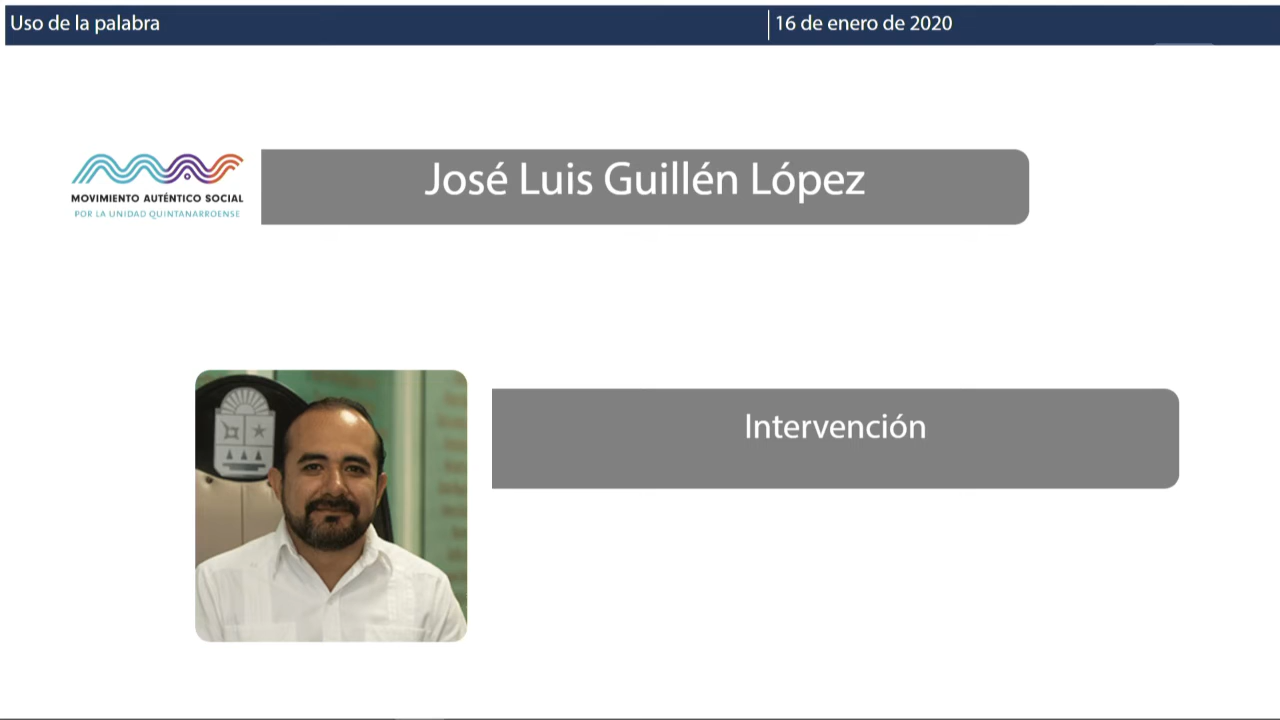 Uso de la palabra
16 de enero de 2020
MOVIMIENTO AUTÉNTICO SOCIAL
POR LA UNIDAD QUINTANARROENSE
José Luis Guillén López
Intervención